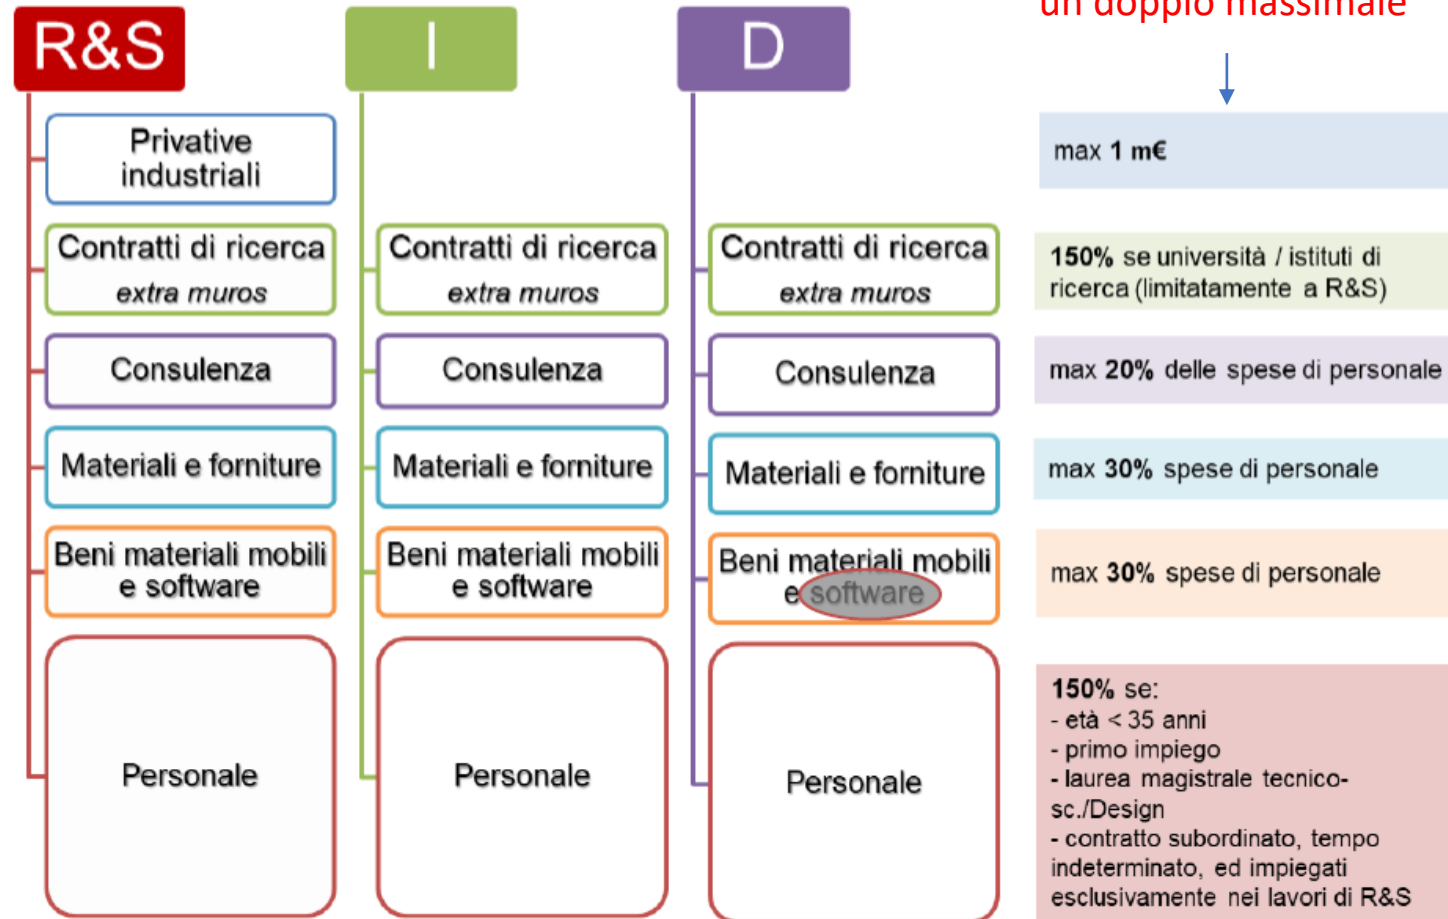 un doppio massimale
R&S
I
D
Privative
industriali
max 1 m€
Contratti di ricerca
extra muros
Contratti di ricerca
extra muros
Contratti di ricerca
extra muros
150% se università / istituti di
ricerca (limitatamente a R&S)
Consulenza
Consulenza
Consulenza
max 20% delle spese di personale
Materiali e forniture
Materiali e forniture
Materiali e forniture
max 30% spese di personale
Beni materiali mobili
e software
Beni materiali mobili
e software
Beni materiali mobili
e software
max 30% spese di personale
Personale
Personale
Personale
150% se:
- età < 35 anni
- primo impiego
- laurea magistrale tecnico-
sc./Design
- contratto subordinato, tempo
indeterminato, ed impiegati
esclusivamente nei lavori di R&S